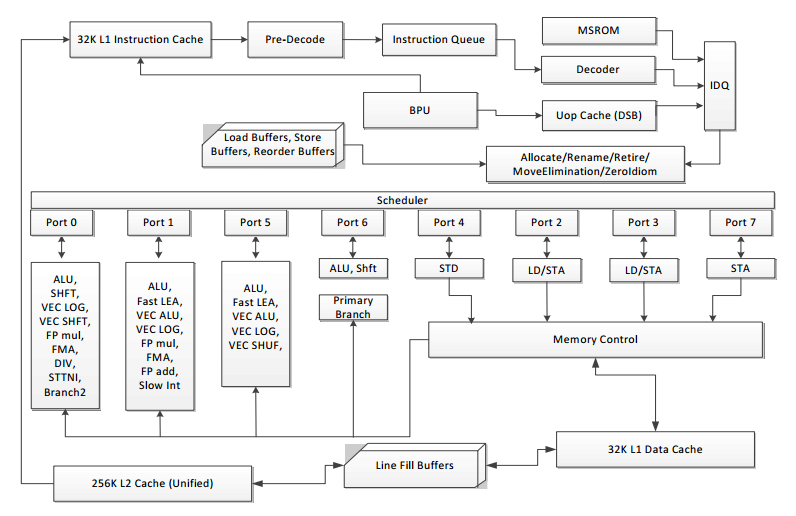 32K L1 Instruction Cache
Pre-Decode
Instruction Queue
MSROM
Decoder
IDQ
BPU
Uop Cache (DSB)
Load Buffers, Store
Buffers, Reorder Buffers
Allocate/Rename/Retire/
MoveElimination/ZeroIdiom
Scheduler
Port 0
Port 1
Port 5
Port 6
Port 4
Port 2
Port 3
Port 7
ALU,
SHFT,
VEC LOG,
VEC SHFT,
FP mul,
FMA,
DIV,
STTNI,
Branch2
ALU,
Fast LEA,
VEC ALU,
VEC LOG,
FP mul,
FMA,
FP add,
Slow Int
ALU,
Fast LEA,
VEC ALU,
VEC LOG,
VEC SHUF,
ALU, Shft
Primary
Branch
STD
LD/STA
LD/STA
STA
Memory Control
32K L1 Data Cache
Line Fill Buffers
256K L2 Cache (Unified)